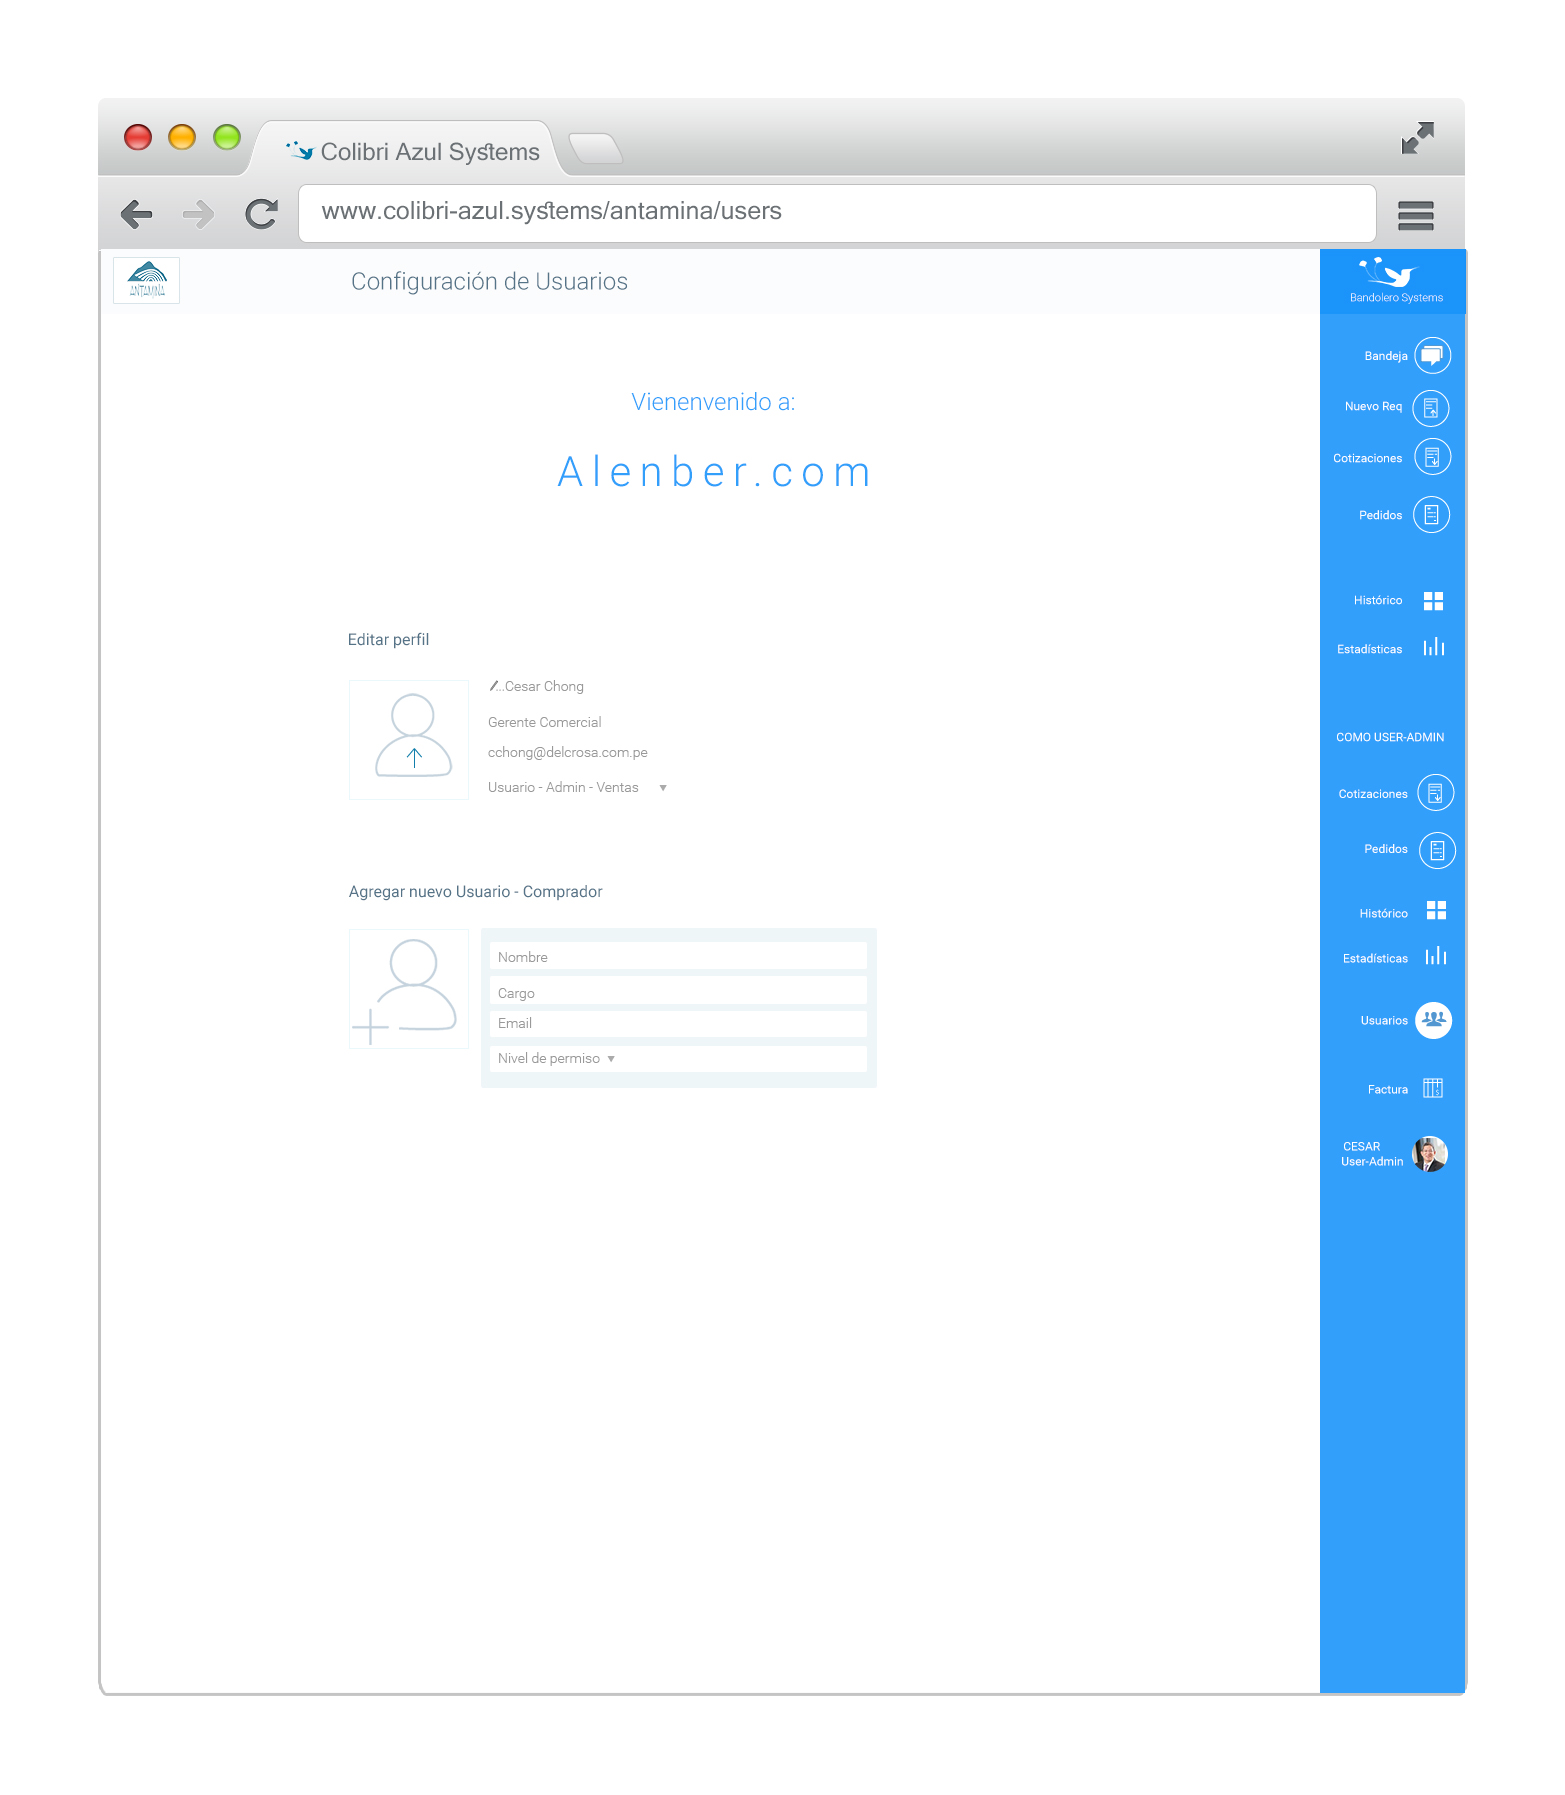 Colibri Azul Systems
www.colibri-azul.systems/antamina/users
ANTAMINA
Configuración de Usuarios
Bandolero Systems
Vienenvenido a:
Alenber.com
Editar perfil
...Cesar Chong
Gerente Comercial
cchong@delcrosa.com.pe
Usuario - Admin - Ventas
Agregar nuevo Usuario - Comprador
Nombre
Cargo
Email
Nivel de permiso
Bandeja
Nuevo Req
Cotizaciones
Pedidos
Histórico
Estadísticas
COMO USER-ADMIN
Cotizaciones
Pedidos
Histórico
Estadísticas
Usuarios
Factura
CESAR
User-Admin